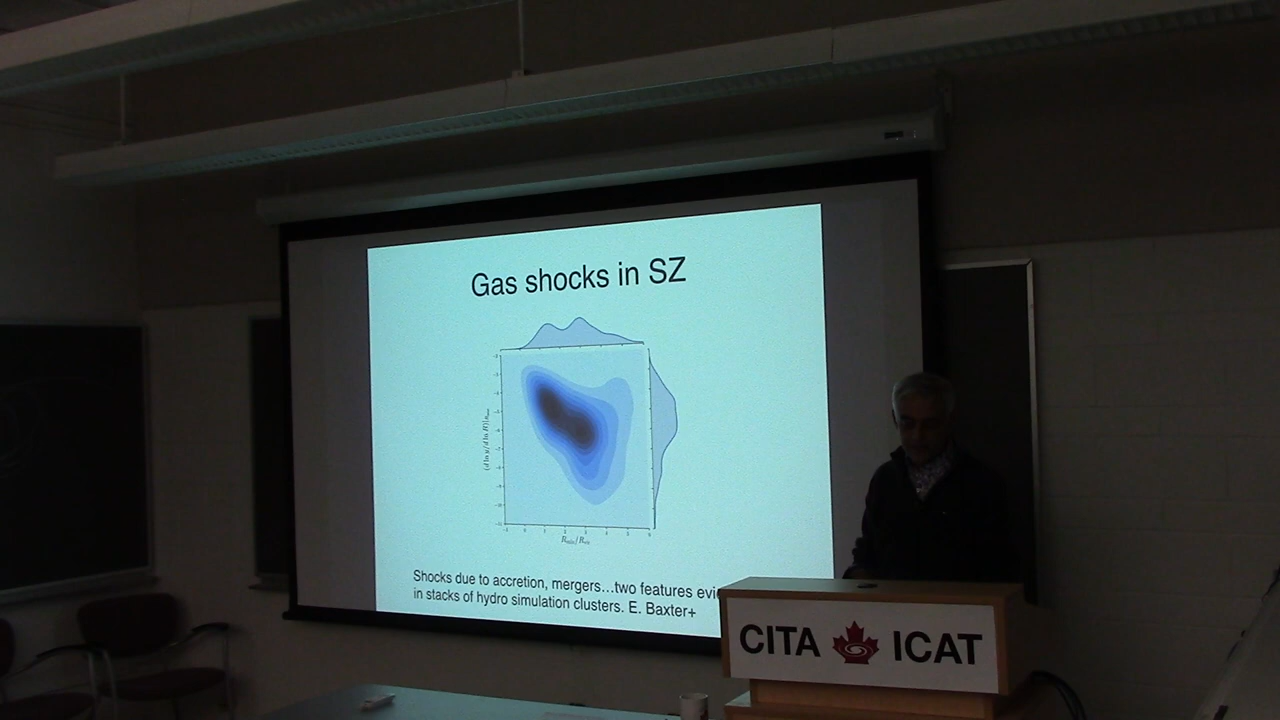 Gas shocks in SZ
Shocks due to accretion, mergers...two features evi
in stacks of hydro simulation clusters. E. Baxter+
CITA ICAT